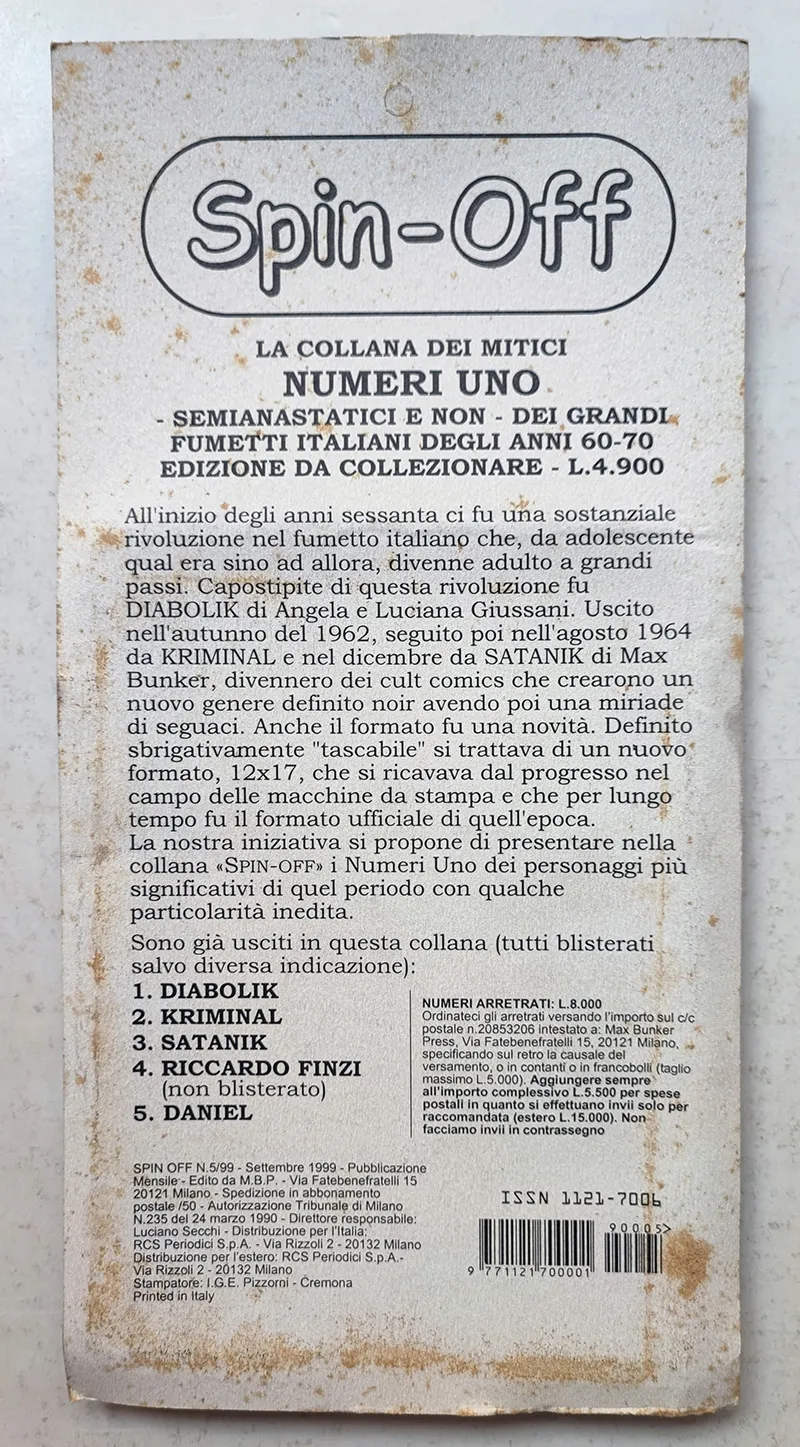 Spin-Off
LA COLLANA DEI MITICI
NUMERI UNO
- SEMIANASTATICI E NON - DEI GRANDI
FUMETTI ITALIANI DEGLI ANNI 60-70
EDIZIONE DA COLLEZIONARE - L.4.900
All'inizio degli anni sessanta ci fu una sostanziale
rivoluzione nel fumetto italiano che, da adolescente
qual era sino ad allora, divenne adulto a grandi
passi. Capostipite di questa rivoluzione fu
DIABOLIK di Angela e Luciana Giussani. Uscito
nell'autunno del 1962, seguito poi nell'agosto 1964
da KRIMINAL e nel dicembre da SATANIK di Max
Bunker, divennero dei cult comics che crearono un
nuovo genere definito noir avendo poi una miriade
di seguaci. Anche il formato fu una novità. Definito
sbrigativamente "tascabile" si trattava di un nuovo
formato, 12x17, che si ricavava dal progresso nel
campo delle macchine da stampa e che per lungo
tempo fu il formato ufficiale di quell'epoca.
La nostra iniziativa si propone di presentare nella
collana «SPIN-OFF» i Numeri Uno dei personaggi più
significativi di quel periodo con qualche
particolarità inedita.
Sono già usciti in questa collana (tutti blisterati
salvo diversa indicazione):
1. DIABOLIK
2. KRIMINAL
3. SATANIK
4. RICCARDO FINZI
(non blisterato)
5. DANIEL
NUMERI ARRETRATI: L.8.000
Ordinateci gli arretrati versando l'importo sul c/c
postale n.20853206 intestato a: Max Bunker
Press, Via Fatebenefratelli 15, 20121 Milano,
specificando sul retro la causale del
versamento, o in contanti o in francobolli (taglio
massimo L.5.000). Aggiungere sempre
all'importo complessivo L.5.500 per spese
postali in quanto si effettuano invii solo per
raccomandata (estero L.15.000). Non
facciamo invii in contrassegno
SPIN OFF N.5/99 - Settembre 1999 - Pubblicazione
Mensile - Edito da M.B.P. - Via Fatebenefratelli 15
20121 Milano - Spedizione in abbonamento
postale /50 - Autorizzazione Tribunale di Milano
N.235 del 24 marzo 1990 - Direttore responsabile:
Luciano Secchi - Distribuzione per l'Italia:
RCS Periodici S.p.A. - Via Rizzoli 2 - 20132 Milano
Distribuzione per l'estero: RCS Periodici S.p.A.-
Via Rizzoli 2 - 20132 Milano
Stampatore: I.G.E. Pizzorni - Cremona
Printed in Italy
ISSN 1121-7006
90005>
9 771121 700001